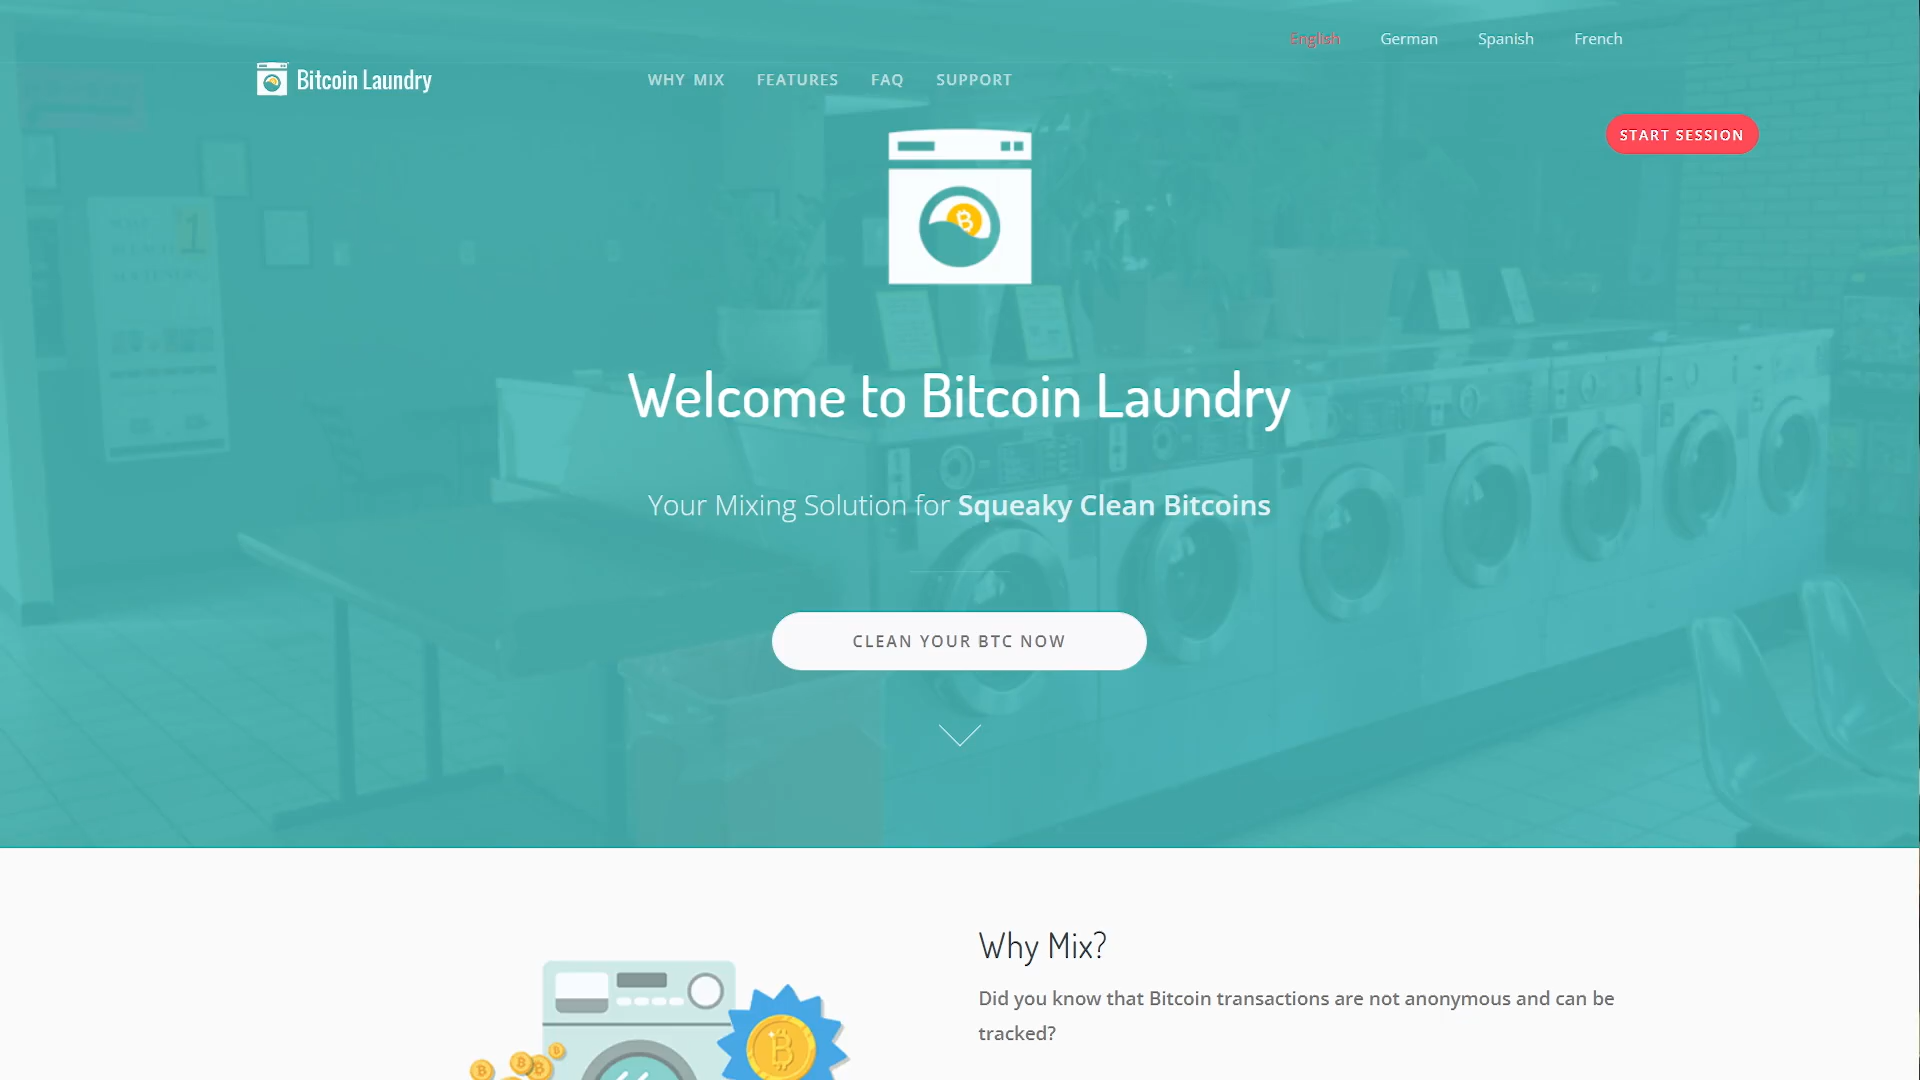 English German Spanish French
Bitcoin Laundry WHY MIX FEATURES FAQ SUPPORT
START SESSION
Welcome to Bitcoin Laundry
Your Mixing Solution for Squeaky Clean Bitcoins
CLEAN YOUR BTC NOW
Why Mix?
Did you know that Bitcoin transactions are not anonymous and can be
tracked?